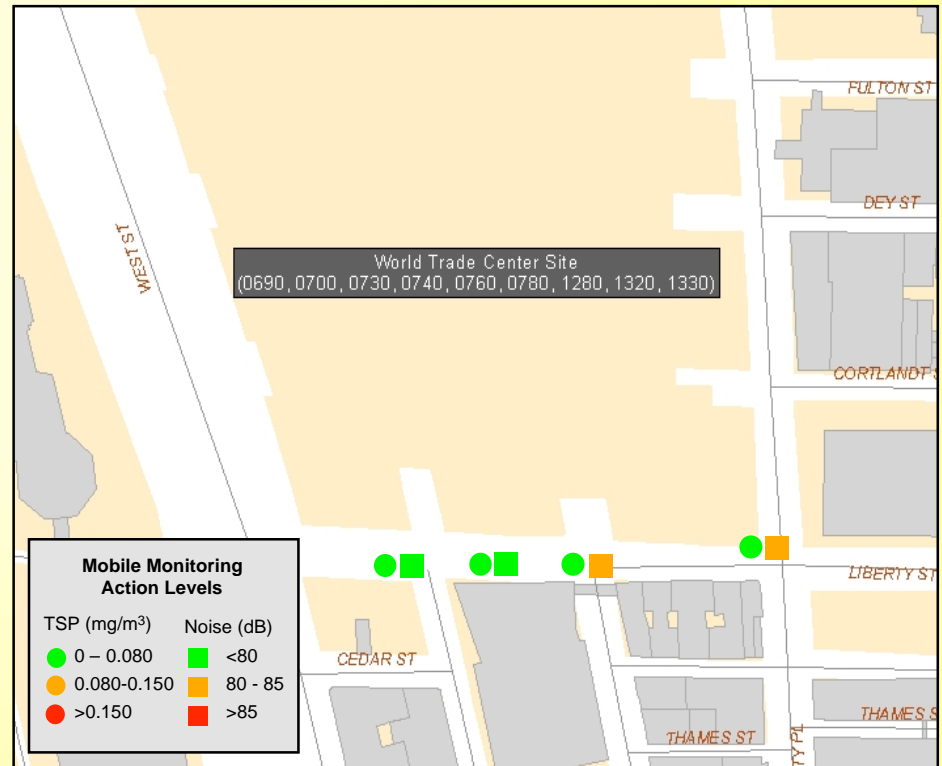 FULTON ST
DEY ST
WEST ST
World Trade Center Site
(0690, 0700, 0730, 0740, 0760, 0780, 1280, 1320, 1330)
CORTLANDT S
LIBERTY ST
Mobile Monitoring
Action Levels
TSP (mg/m³) Noise (dB)
0 – 0.080 <80
0.080-0.150 80 - 85
>0.150 >85
CEDAR ST
THAMES S
THAMES ST
TY PL